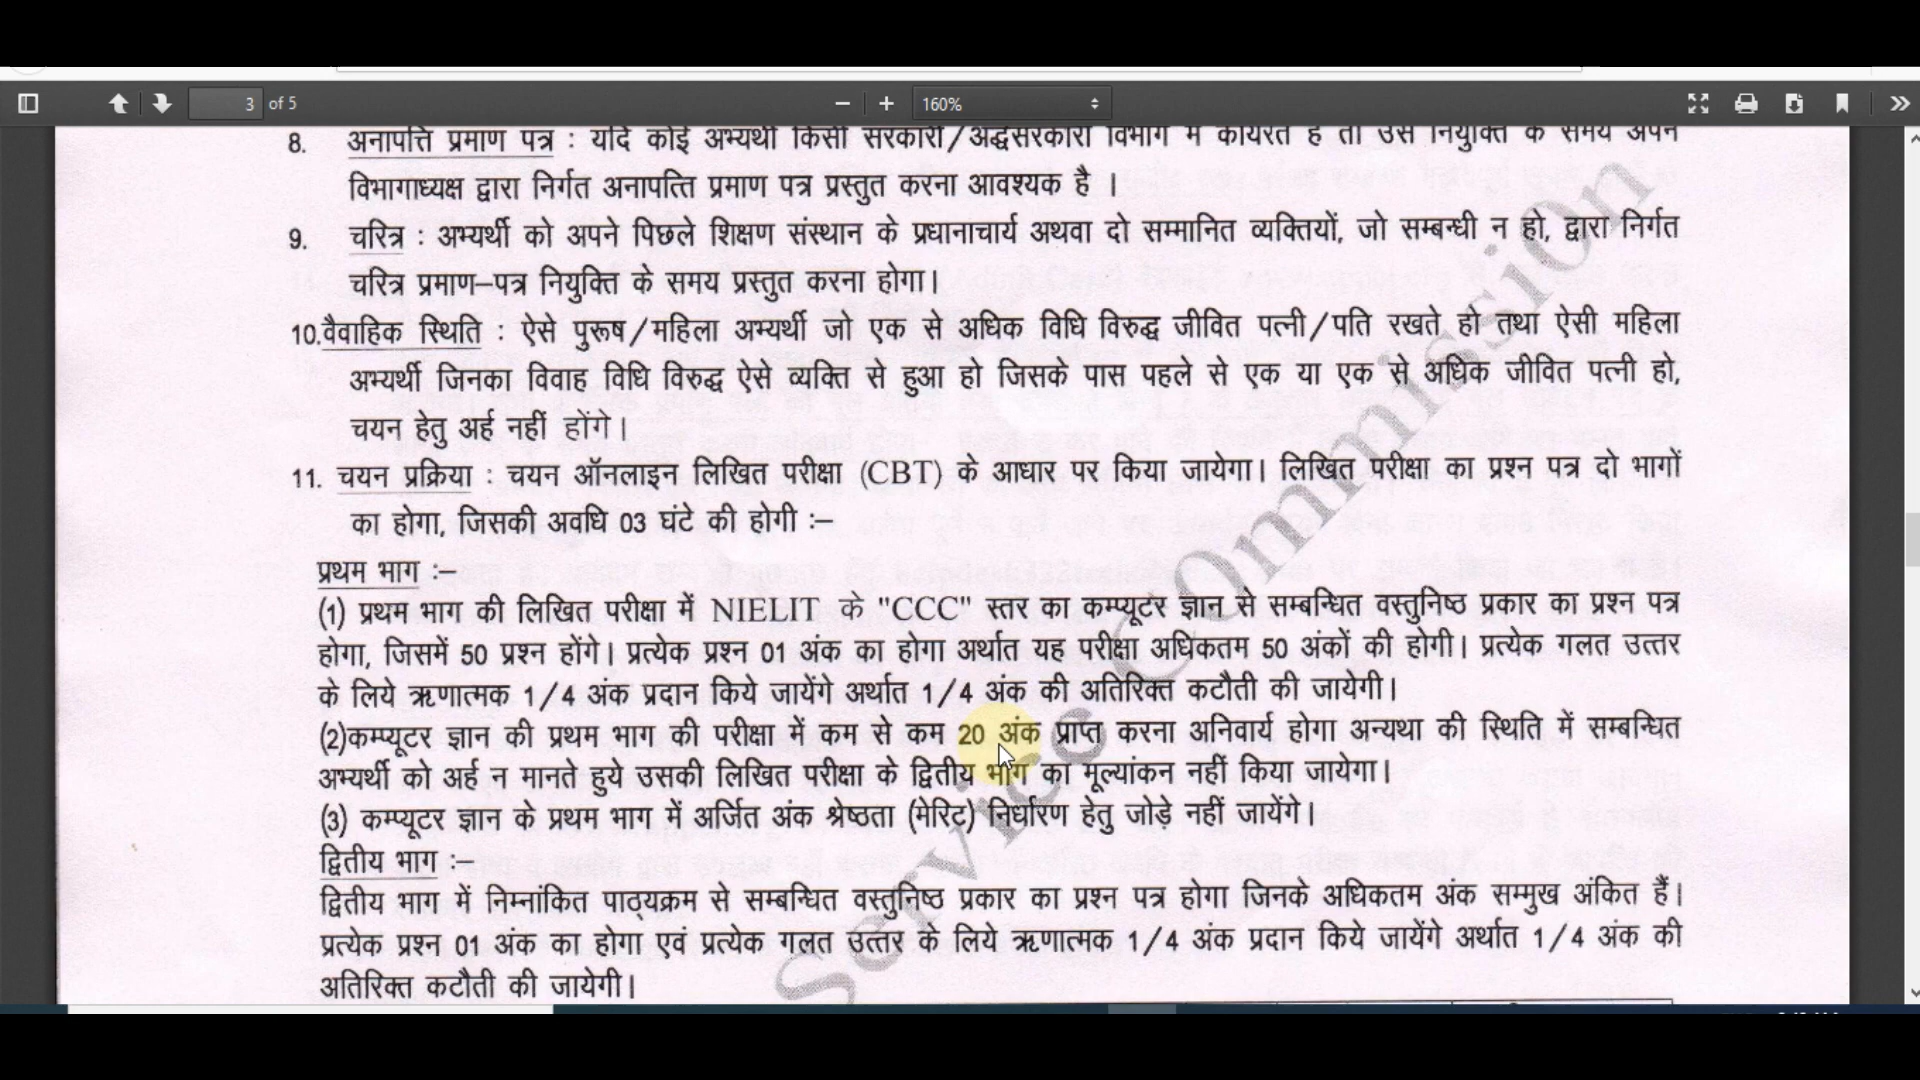 3 of 5
160%
8. अनापत्ति प्रमाण पत्र : यदि कोई अभ्यर्थी किसी सरकारी/अर्द्धसरकारी विभाग में कार्यरत है तो उसे नियुक्ति के समय अपने
विभागाध्यक्ष द्वारा निर्गत अनापत्ति प्रमाण पत्र प्रस्तुत करना आवश्यक है ।
9. चरित्र : अभ्यर्थी को अपने पिछले शिक्षण संस्थान के प्रधानाचार्य अथवा दो सम्मानित व्यक्तियों, जो सम्बन्धी न हो, द्वारा निर्गत
चरित्र प्रमाण–पत्र नियुक्ति के समय प्रस्तुत करना होगा।
10.वैवाहिक स्थिति : ऐसे पुरूष/महिला अभ्यर्थी जो एक से अधिक विधि विरुद्ध जीवित पत्नी/पति रखते हो तथा ऐसी महिला
अभ्यर्थी जिनका विवाह विधि विरुद्ध ऐसे व्यक्ति से हुआ हो जिसके पास पहले से एक या एक से अधिक जीवित पत्नी हो,
चयन हेतु अर्ह नहीं होंगे।
11. चयन प्रक्रिया : चयन ऑनलाइन लिखित परीक्षा (CBT) के आधार पर किया जायेगा। लिखित परीक्षा का प्रश्न पत्र दो भागों
का होगा, जिसकी अवधि 03 घंटे की होगी :–
प्रथम भाग :–
(1) प्रथम भाग की लिखित परीक्षा में NIELIT के "CCC" स्तर का कम्प्यूटर ज्ञान से सम्बन्धित वस्तुनिष्ठ प्रकार का प्रश्न पत्र
होगा, जिसमें 50 प्रश्न होंगे। प्रत्येक प्रश्न 01 अंक का होगा अर्थात यह परीक्षा अधिकतम 50 अंकों की होगी। प्रत्येक गलत उत्तर
के लिये ऋणात्मक 1/4 अंक प्रदान किये जायेंगे अर्थात 1/4 अंक की अतिरिक्त कटौती की जायेगी।
(2)कम्प्यूटर ज्ञान की प्रथम भाग की परीक्षा में कम से कम 20 अंक प्राप्त करना अनिवार्य होगा अन्यथा की स्थिति में सम्बन्धित
अभ्यर्थी को अर्ह न मानते हुये उसकी लिखित परीक्षा के द्वितीय भाग का मूल्यांकन नहीं किया जायेगा।
(3) कम्प्यूटर ज्ञान के प्रथम भाग में अर्जित अंक श्रेष्ठता (मेरिट) निर्धारण हेतु जोड़े नहीं जायेंगे।
द्वितीय भाग :–
द्वितीय भाग में निम्नांकित पाठ्यक्रम से सम्बन्धित वस्तुनिष्ठ प्रकार का प्रश्न पत्र होगा जिनके अधिकतम अंक सम्मुख अंकित हैं।
प्रत्येक प्रश्न 01 अंक का होगा एवं प्रत्येक गलत उत्तर के लिये ऋणात्मक 1/4 अंक प्रदान किये जायेंगे अर्थात 1/4 अंक की
अतिरिक्त कटौती की जायेगी।
Service COmmissiOn